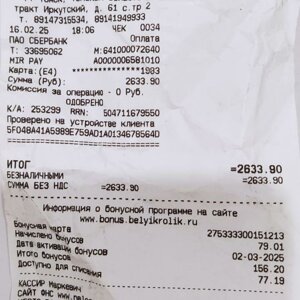 тракт Иркутский, д. 61 с.тр 2
т. 89147315534, 89141949933
16.02.25 18:06 ЧЕК 0034
ПАО СБЕРБАНК Оплата
Т: 33695062 М:641000072640
MIR PAY A0000006581010
Карта:(E4) ************1983
Сумма (Руб): 2633.90
Комиссия за операцию - 0 Руб.
ОДОБРЕНО
К/А: 253299 RRN: 504711679550
Проверено на устройстве клиента
5F04BA41A5989E759AD1A0134678564D
ИТОГ =2633.90
БЕЗНАЛИЧНЫМИ =2633.90
СУММА БЕЗ НДС =2633.90
Информация о бонусной программе на сайте
www.bonus.belyikrolik.ru
Бонусная карта 275333300151213
Начислено бонусов 79.01
Дата активации бонусов 02-03-2025
Итого бонусов 156.20
Доступно для списания 77.19
КАССИР Маркевич
САЙТ ФНС